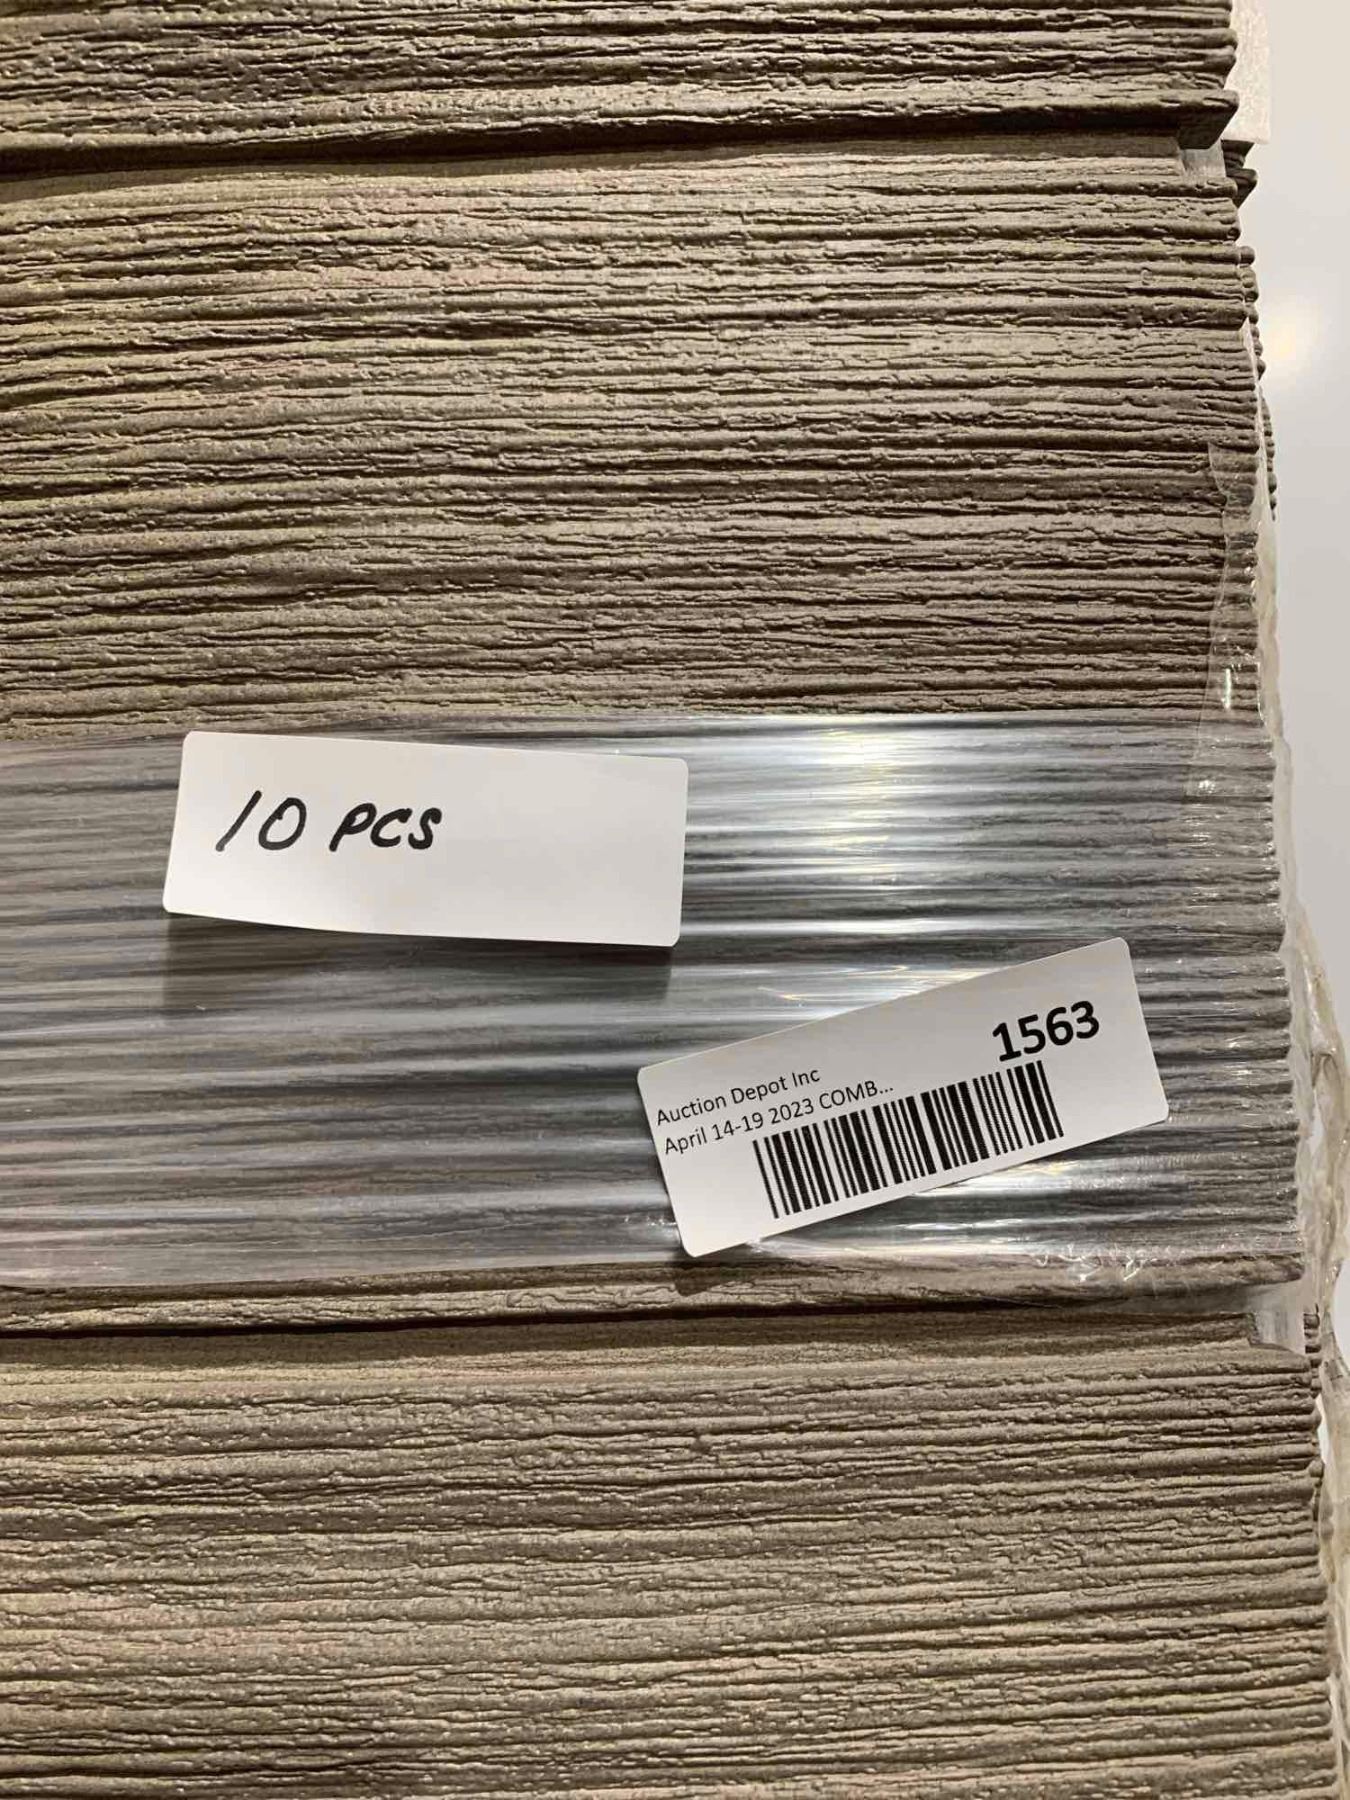 10 PCS
1563
Auction Depot Inc
April 14-19 2023 COMB...